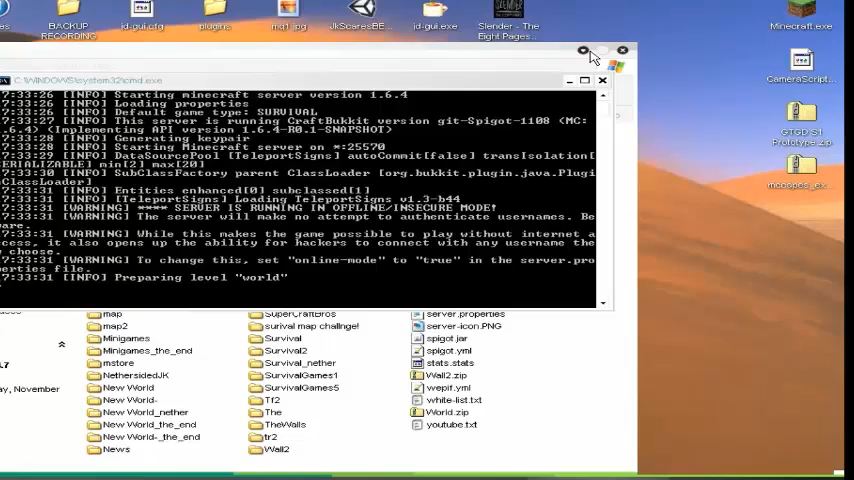 BACKUP
RECORDING
id-gui.cfg
plugins
mq1.jpg
JkScaresBE...
id-gui.exe
Slender - The
Eight Pages...
Minecraft.exe
C:\WINDOWS\system32\cmd.exe
7:33:26 [INFO] Starting minecraft server version 1.6.4
7:33:26 [INFO] Loading properties
7:33:26 [INFO] Default game type: SURVIVAL
7:33:27 [INFO] This server is running CraftBukkit version git-Spigot-1108 (MC:
1.6.4) (Implementing API version 1.6.4-R0.1-SNAPSHOT)
7:33:28 [INFO] Generating keypair
7:33:28 [INFO] Starting Minecraft server on *:25570
7:33:29 [INFO] DataSourcePool [TeleportSigns] autoCommit[false] transIsolation[
SERIALIZABLE] min[2] max[20]
7:33:30 [INFO] SubClassFactory parent ClassLoader [org.bukkit.plugin.java.Plugi
nClassLoader]
7:33:31 [INFO] Entities enhanced[0] subclassed[1]
7:33:31 [INFO] [TeleportSigns] Loading TeleportSigns v1.3-b44
7:33:31 [WARNING] **** SERVER IS RUNNING IN OFFLINE/INSECURE MODE!
7:33:31 [WARNING] The server will make no attempt to authenticate usernames. Be
ware.
7:33:31 [WARNING] While this makes the game possible to play without internet a
ccess, it also opens up the ability for hackers to connect with any username the
y choose.
7:33:31 [WARNING] To change this, set "online-mode" to "true" in the server.pro
perties file.
7:33:31 [INFO] Preparing level "world"
CameraScript...
GTGD S1
Prototype.zip
mccapes_ex
map
map2
Minigames
Minigames_the_end
mstore
NethersidedJK
New World
New World-
New World_nether
New World_the_end
New World-_the_end
News
SuperCraftBros
surival map challnge!
Survival
Survival2
Survival_nether
SurvivalGames1
SurvivalGames5
Tf2
The
TheWalls
tr2
Wall2
server.properties
server-icon.PNG
spigot.jar
spigot.yml
stats.stats
Wall2.zip
wepif.yml
white-list.txt
World.zip
youtube.txt
.7
ay, November